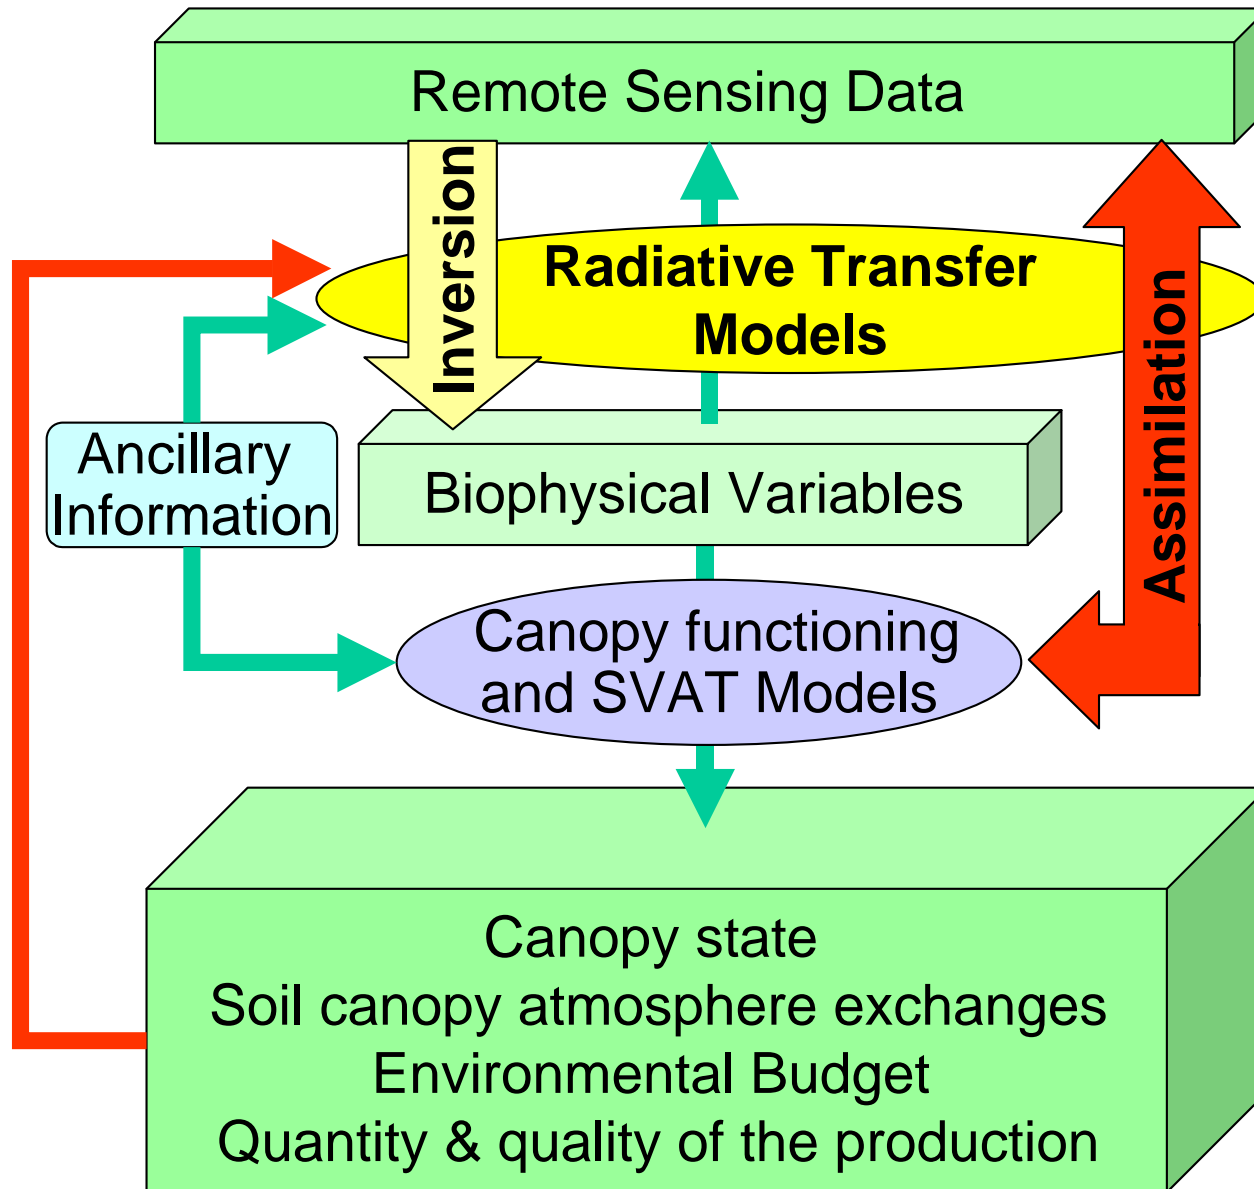 Remote Sensing Data
Inversion
Radiative Transfer
Models
Assimilation
Ancillary
Information
Biophysical Variables
Canopy functioning
and SVAT Models
Canopy state
Soil canopy atmosphere exchanges
Environmental Budget
Quantity & quality of the production